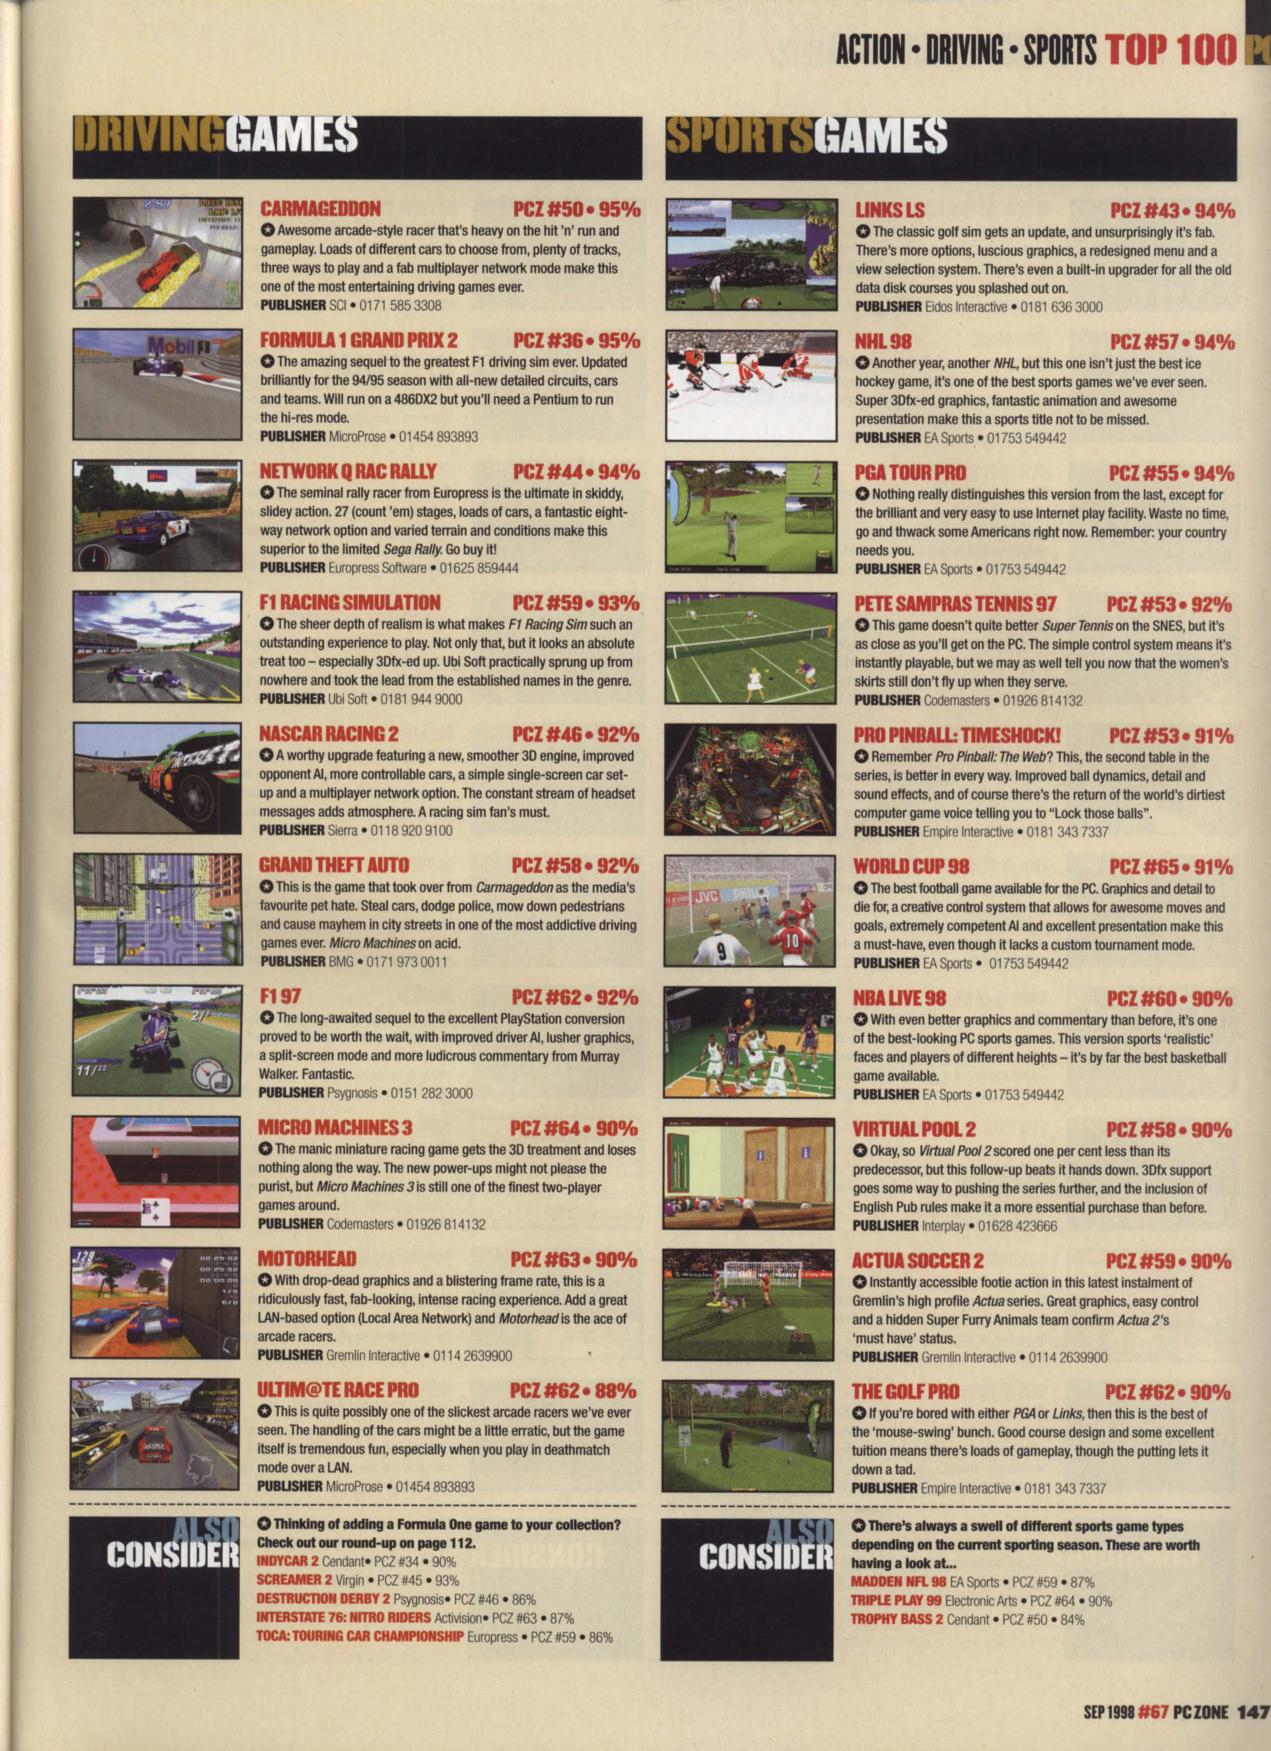 ACTION • DRIVING • SPORTS TOP 100
DRIVINGGAMES
CARMAGEDDON PCZ #50 • 95%
Awesome arcade-style racer that's heavy on the hit 'n' run and
gameplay. Loads of different cars to choose from, plenty of tracks,
three ways to play and a fab multiplayer network mode make this
one of the most entertaining driving games ever.
PUBLISHER SCI • 0171 585 3308
FORMULA 1 GRAND PRIX 2 PCZ #36 • 95%
The amazing sequel to the greatest F1 driving sim ever. Updated
brilliantly for the 94/95 season with all-new detailed circuits, cars
and teams. Will run on a 486DX2 but you'll need a Pentium to run
the hi-res mode.
PUBLISHER MicroProse • 01454 893893
NETWORK Q RAC RALLY PCZ #44 • 94%
The seminal rally racer from Europress is the ultimate in skiddy,
slidey action. 27 (count 'em) stages, loads of cars, a fantastic eight-
way network option and varied terrain and conditions make this
superior to the limited Sega Rally. Go buy it!
PUBLISHER Europress Software • 01625 859444
F1 RACING SIMULATION PCZ #59 • 93%
The sheer depth of realism is what makes F1 Racing Sim such an
outstanding experience to play. Not only that, but it looks an absolute
treat too – especially 3Dfx-ed up. Ubi Soft practically sprung up from
nowhere and took the lead from the established names in the genre.
PUBLISHER Ubi Soft • 0181 944 9000
NASCAR RACING 2 PCZ #46 • 92%
A worthy upgrade featuring a new, smoother 3D engine, improved
opponent AI, more controllable cars, a simple single-screen car set-
up and a multiplayer network option. The constant stream of headset
messages adds atmosphere. A racing sim fan's must.
PUBLISHER Sierra • 0118 920 9100
GRAND THEFT AUTO PCZ #58 • 92%
This is the game that took over from Carmageddon as the media's
favourite pet hate. Steal cars, dodge police, mow down pedestrians
and cause mayhem in city streets in one of the most addictive driving
games ever. Micro Machines on acid.
PUBLISHER BMG • 0171 973 0011
F1 97 PCZ #62 • 92%
The long-awaited sequel to the excellent PlayStation conversion
proved to be worth the wait, with improved driver AI, lusher graphics,
a split-screen mode and more ludicrous commentary from Murray
Walker. Fantastic.
PUBLISHER Psygnosis • 0151 282 3000
MICRO MACHINES 3 PCZ #64 • 90%
The manic miniature racing game gets the 3D treatment and loses
nothing along the way. The new power-ups might not please the
purist, but Micro Machines 3 is still one of the finest two-player
games around.
PUBLISHER Codemasters • 01926 814132
MOTORHEAD PCZ #63 • 90%
With drop-dead graphics and a blistering frame rate, this is a
ridiculously fast, fab-looking, intense racing experience. Add a great
LAN-based option (Local Area Network) and Motorhead is the ace of
arcade racers.
PUBLISHER Gremlin Interactive • 0114 2639900
ULTIM@TE RACE PRO PCZ #62 • 88%
This is quite possibly one of the slickest arcade racers we've ever
seen. The handling of the cars might be a little erratic, but the game
itself is tremendous fun, especially when you play in deathmatch
mode over a LAN.
PUBLISHER MicroProse • 01454 893893
ALSO
CONSIDER
Thinking of adding a Formula One game to your collection?
Check out our round-up on page 112.
INDYCAR 2 Cendant• PCZ #34 • 90%
SCREAMER 2 Virgin • PCZ #45 • 93%
DESTRUCTION DERBY 2 Psygnosis• PCZ #46 • 86%
INTERSTATE 76: NITRO RIDERS Activision• PCZ #63 • 87%
TOCA: TOURING CAR CHAMPIONSHIP Europress • PCZ #59 • 86%
SPORTSGAMES
LINKS LS PCZ #43 • 94%
The classic golf sim gets an update, and unsurprisingly it's fab.
There's more options, luscious graphics, a redesigned menu and a
view selection system. There's even a built-in upgrader for all the old
data disk courses you splashed out on.
PUBLISHER Eidos Interactive • 0181 636 3000
NHL 98 PCZ #57 • 94%
Another year, another NHL, but this one isn't just the best ice
hockey game, it's one of the best sports games we've ever seen.
Super 3Dfx-ed graphics, fantastic animation and awesome
presentation make this a sports title not to be missed.
PUBLISHER EA Sports • 01753 549442
PGA TOUR PRO PCZ #55 • 94%
Nothing really distinguishes this version from the last, except for
the brilliant and very easy to use Internet play facility. Waste no time,
go and thwack some Americans right now. Remember: your country
needs you.
PUBLISHER EA Sports • 01753 549442
PETE SAMPRAS TENNIS 97 PCZ #53 • 92%
This game doesn't quite better Super Tennis on the SNES, but it's
as close as you'll get on the PC. The simple control system means it's
instantly playable, but we may as well tell you now that the women's
skirts still don't fly up when they serve.
PUBLISHER Codemasters • 01926 814132
PRO PINBALL: TIMESHOCK! PCZ #53 • 91%
Remember Pro Pinball: The Web? This, the second table in the
series, is better in every way. Improved ball dynamics, detail and
sound effects, and of course there's the return of the world's dirtiest
computer game voice telling you to "Lock those balls".
PUBLISHER Empire Interactive • 0181 343 7337
WORLD CUP 98 PCZ #65 • 91%
The best football game available for the PC. Graphics and detail to
die for, a creative control system that allows for awesome moves and
goals, extremely competent AI and excellent presentation make this
a must-have, even though it lacks a custom tournament mode.
PUBLISHER EA Sports • 01753 549442
NBA LIVE 98 PCZ #60 • 90%
With even better graphics and commentary than before, it's one
of the best-looking PC sports games. This version sports 'realistic'
faces and players of different heights – it's by far the best basketball
game available.
PUBLISHER EA Sports • 01753 549442
VIRTUAL POOL 2 PCZ #58 • 90%
Okay, so Virtual Pool 2 scored one per cent less than its
predecessor, but this follow-up beats it hands down. 3Dfx support
goes some way to pushing the series further, and the inclusion of
English Pub rules make it a more essential purchase than before.
PUBLISHER Interplay • 01628 423666
ACTUA SOCCER 2 PCZ #59 • 90%
Instantly accessible footie action in this latest instalment of
Gremlin's high profile Actua series. Great graphics, easy control
and a hidden Super Furry Animals team confirm Actua 2's
'must have' status.
PUBLISHER Gremlin Interactive • 0114 2639900
THE GOLF PRO PCZ #62 • 90%
If you're bored with either PGA or Links, then this is the best of
the 'mouse-swing' bunch. Good course design and some excellent
tuition means there's loads of gameplay, though the putting lets it
down a tad.
PUBLISHER Empire Interactive • 0181 343 7337
ALSO
CONSIDER
There's always a swell of different sports game types
depending on the current sporting season. These are worth
having a look at...
MADDEN NFL 98 EA Sports • PCZ #59 • 87%
TRIPLE PLAY 99 Electronic Arts • PCZ #64 • 90%
TROPHY BASS 2 Cendant • PCZ #50 • 84%
SEP 1998 #67 PC ZONE 147